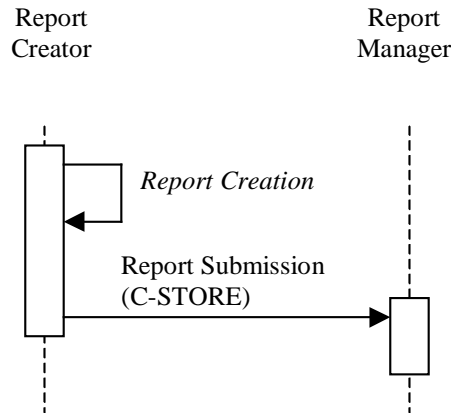 Report
Creator
Report
Manager
Report Creation
Report Submission
(C-STORE)